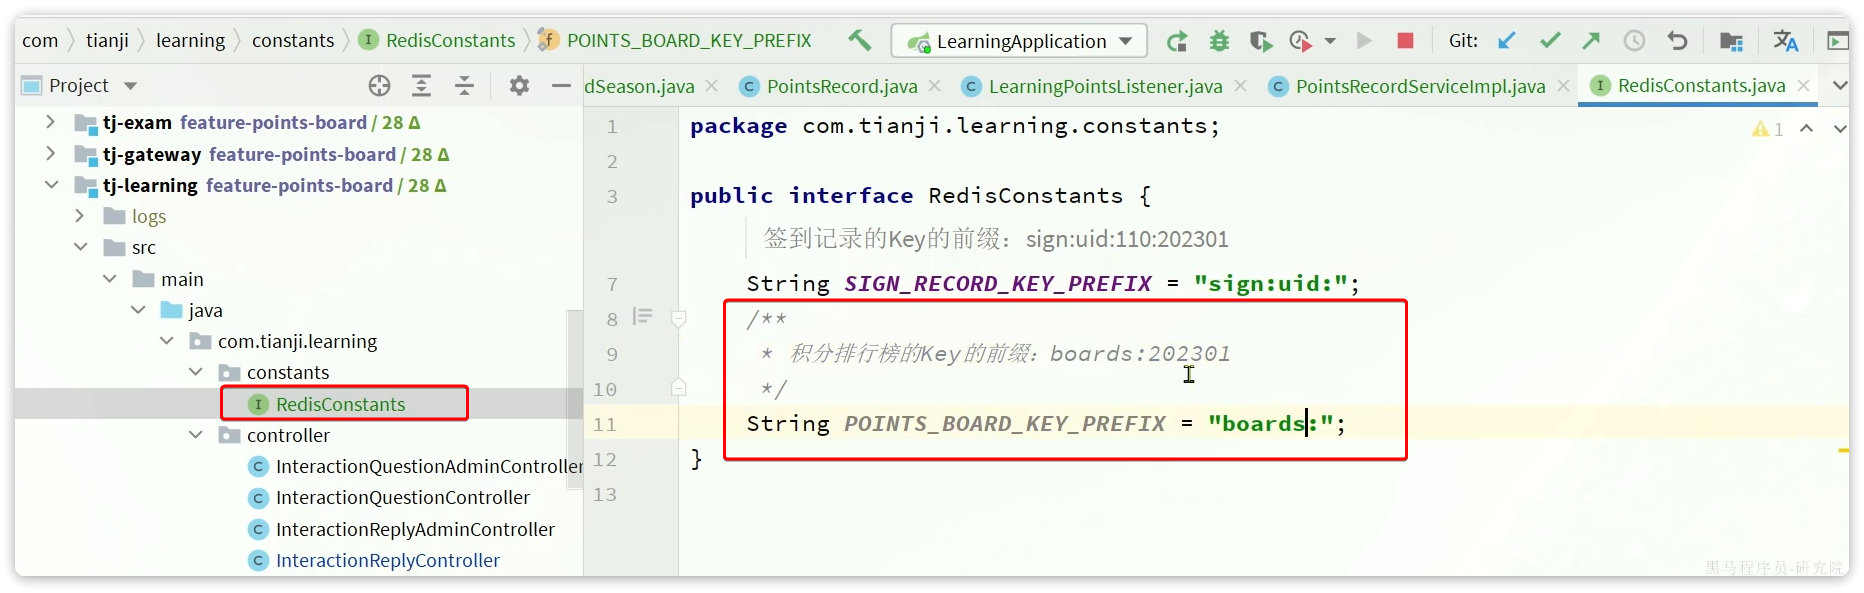 com tianji learning constants RedisConstants POINTS_BOARD_KEY_PREFIX LearningApplication Git:
Project
dSeason.java PointsRecord.java LearningPointsListener.java PointsRecordServiceImpl.java RedisConstants.java
tj-exam feature-points-board / 28 Δ
tj-gateway feature-points-board / 28 Δ
tj-learning feature-points-board / 28 Δ
logs
src
main
java
com.tianji.learning
constants
RedisConstants
controller
InteractionQuestionAdminController
InteractionQuestionController
InteractionReplyAdminController
InteractionReplyController
1 package com.tianji.learning.constants;
1
2
3 public interface RedisConstants {
签到记录的Key的前缀：sign:uid:110:202301
7 String SIGN_RECORD_KEY_PREFIX = "sign:uid:";
8 /**
9 * 积分排行榜的Key的前缀：boards:202301
10 */
11 String POINTS_BOARD_KEY_PREFIX = "boards:";
12 }
13
黑马程序员-研究院